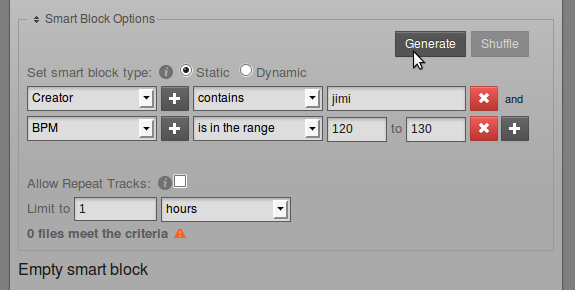 Smart Block Options
Generate Shuffle
Set smart block type: Static Dynamic
Creator contains jimi and
BPM is in the range 120 to 130
Allow Repeat Tracks:
Limit to 1 hours
0 files meet the criteria
Empty smart block